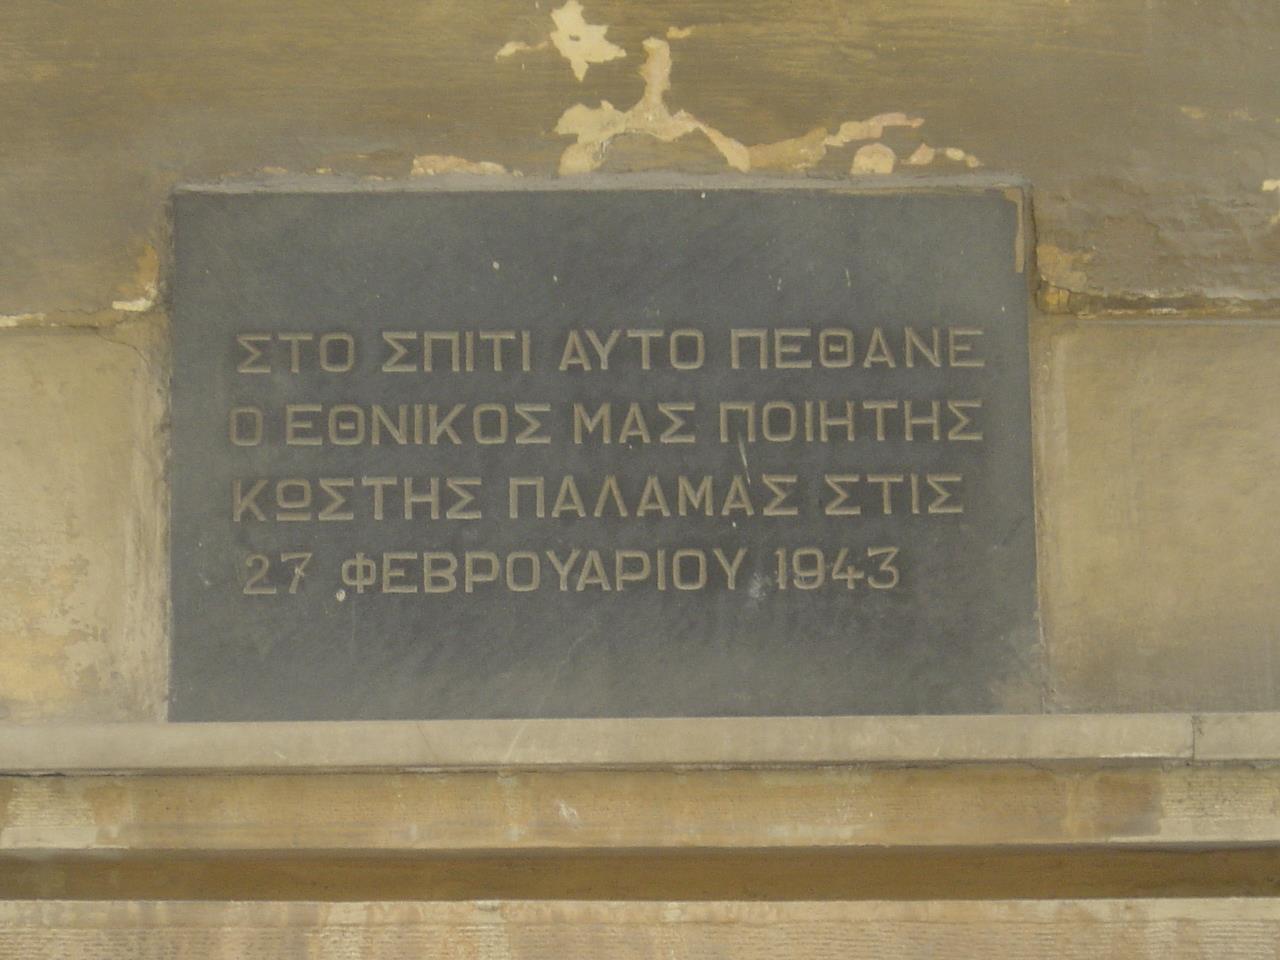 ΣΤΟ ΣΠΙΤΙ ΑΥΤΟ ΠΕΘΑΝΕ
Ο ΕΘΝΙΚΟΣ ΜΑΣ ΠΟΙΗΤΗΣ
ΚΩΣΤΗΣ ΠΑΛΑΜΑΣ ΣΤΙΣ
27 ΦΕΒΡΟΥΑΡΙΟΥ 1943